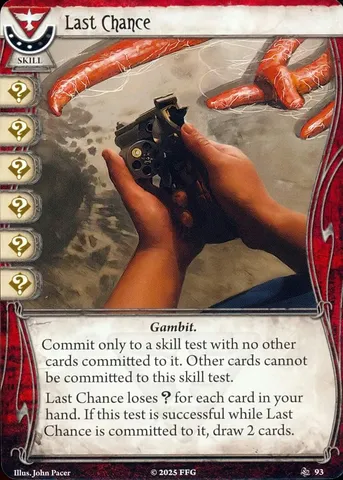 Last Chance
SKILL
?
?
?
?
?
?
Gambit.
Commit only to a skill test with no other
cards committed to it. Other cards cannot
be committed to this skill test.
Last Chance loses ? for each card in your
hand. If this test is successful while Last
Chance is committed to it, draw 2 cards.
Illus. John Pacer © 2025 FFG 93